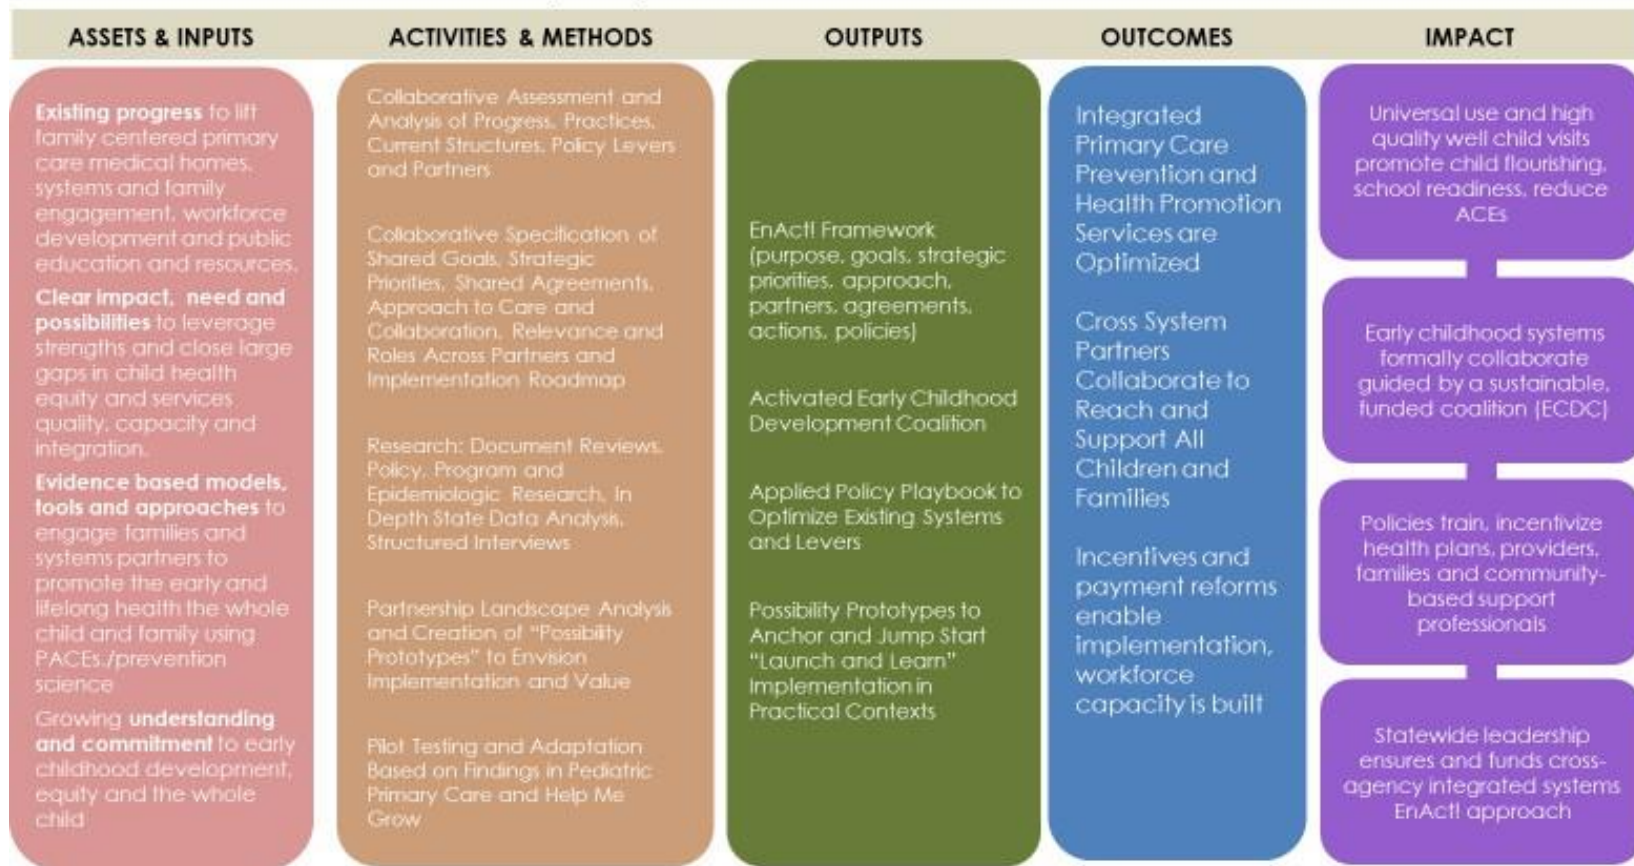 ASSETS & INPUTS
ACTIVITIES & METHODS
OUTPUTS
OUTCOMES
IMPACT
Existing progress to lift
family centered primary
care medical homes,
systems and family
engagement, workforce
development and public
education and resources.
Clear impact, need and
possibilities to leverage
strengths and close large
gaps in child health
equity and services
quality, capacity and
integration.
Evidence based models,
tools and approaches to
engage families and
systems partners to
promote the early and
lifelong health the whole
child and family using
PACEs./prevention
science
Growing understanding
and commitment to early
childhood development,
equity and the whole
child
Collaborative Assessment and
Analysis of Progress, Practices,
Current Structures, Policy Levers
and Partners
Collaborative Specification of
Shared Goals, Strategic
Priorities, Shared Agreements,
Approach to Care and
Collaboration, Relevance and
Roles Across Partners and
Implementation Roadmap
Research: Document Reviews,
Policy, Program and
Epidemiologic Research, In
Depth State Data Analysis,
Structured Interviews
Partnership Landscape Analysis
and Creation of "Possibility
Prototypes" to Envision
Implementation and Value
Pilot Testing and Adaptation
Based on Findings in Pediatric
Primary Care and Help Me
Grow
EnAct! Framework
(purpose, goals, strategic
priorities, approach,
partners, agreements,
actions, policies)
Activated Early Childhood
Development Coalition
Applied Policy Playbook to
Optimize Existing Systems
and Levers
Possibility Prototypes to
Anchor and Jump Start
"Launch and Learn"
Implementation in
Practical Contexts
Integrated
Primary Care
Prevention and
Health Promotion
Services are
Optimized
Cross System
Partners
Collaborate to
Reach and
Support All
Children and
Families
Incentives and
payment reforms
enable
implementation,
workforce
capacity is built
Universal use and high
quality well child visits
promote child flourishing,
school readiness, reduce
ACEs
Early childhood systems
formally collaborate
guided by a sustainable,
funded coalition (ECDC)
Policies train, incentivize
health plans, providers,
families and community-
based support
professionals
Statewide leadership
ensures and funds cross-
agency integrated systems
EnAct! approach